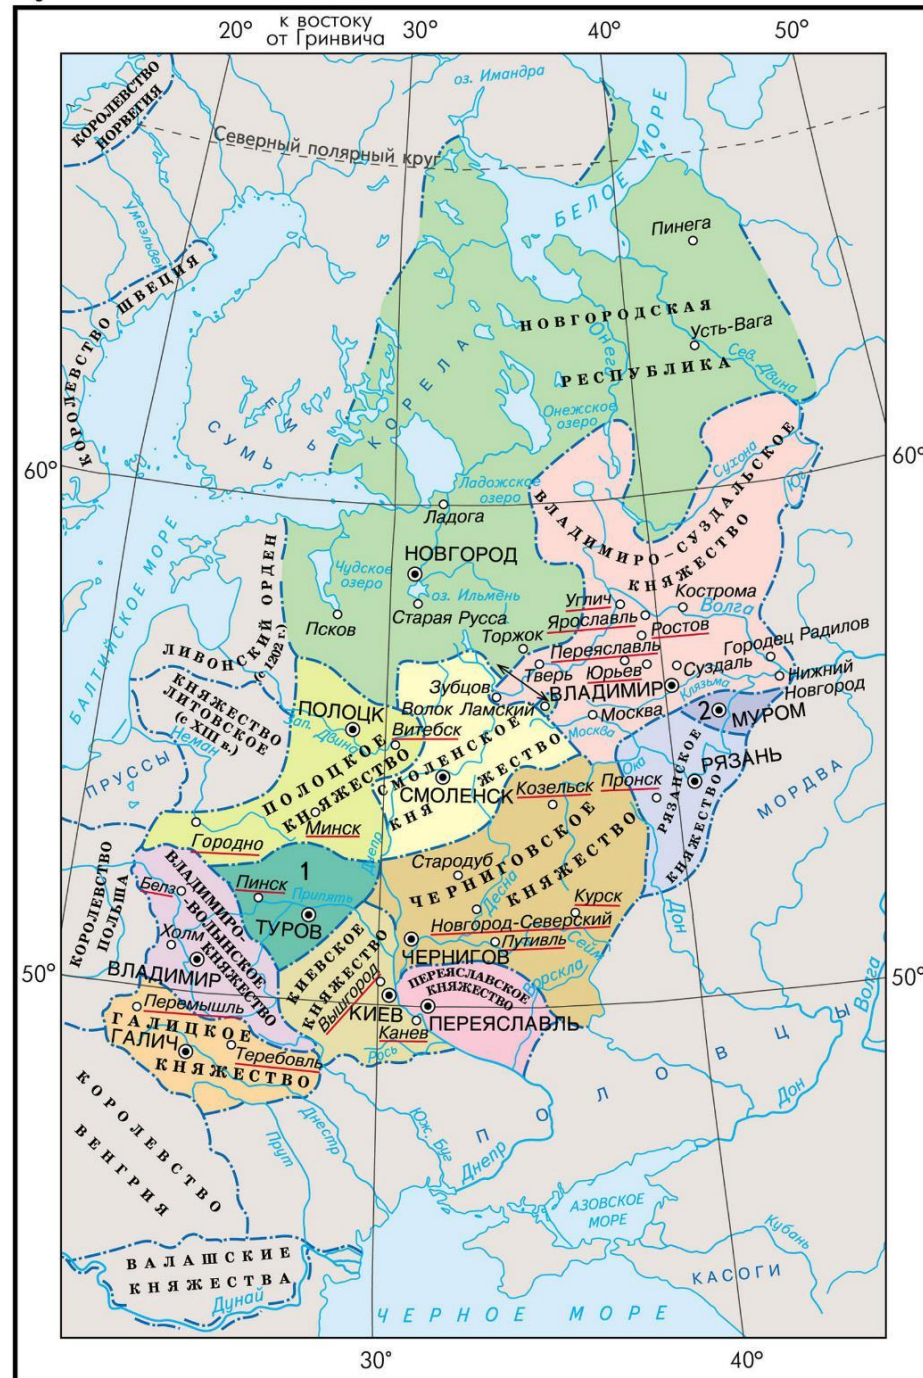 20°
к востоку
от Гринвича
30°
40°
50°
оз. Имандра
КОРОЛЕВСТВО
НОРВЕГИЯ
Северный полярный круг
БЕЛОЕ МОРЕ
Умеэльвен
Пинега
КОРОЛЕВСТВО ШВЕЦИЯ
НОВГОРОДСКАЯ
РЕСПУБЛИКА
Онега
Усть-Вага
Сев. Двина
СУМЬ
ЕМЬ
КОРЕЛА
Онежское
озеро
60°
60°
Ладожское
озеро
Ладога
Сухона
Юг
ВЛАДИМИРО-СУЗДАЛЬСКОЕ
КНЯЖЕСТВО
БАЛТИЙСКОЕ МОРЕ
НОВГОРОД
Чудское
озеро
оз. Ильмень
Старая Русса
Псков
ЛИВОНСКИЙ ОРДЕН
(с 1202 г.)
Углич
Кострома
Волга
Ярославль
Ростов
Торжок
Переяславль
Городец Радилов
Тверь
Юрьев
Суздаль
Нижний
Новгород
Зубцов
ВЛАДИМИР
Клязьма
Волок Ламский
Москва
Москва
2
МУРОМ
КНЯЖЕСТВО
ЛИТОВСКОЕ
(с XIII в.)
Неман
ПОЛОЦК
Зап. Двина
Витебск
ПОЛОЦКОЕ
КНЯЖЕСТВО
СМОЛЕНСКОЕ
КНЯЖЕСТВО
СМОЛЕНСК
Ока
РЯЗАНЬ
РЯЗАНСКОЕ
КНЯЖЕСТВО
МОРДВА
ПРУССЫ
Козельск
Пронск
Минск
Городно
Днепр
ЧЕРНИГОВСКОЕ
КНЯЖЕСТВО
Стародуб
КОРОЛЕВСТВО
ПОЛЬША
ВЛАДИМИРО-
ВОЛЫНСКОЕ
КНЯЖЕСТВО
Белз
1
Пинск
Припять
ТУРОВ
Десна
Курск
Новгород-Северский
Дон
Холм
ВЛАДИМИР
КИЕВСКОЕ
КНЯЖЕСТВО
Вышгород
ЧЕРНИГОВ
Путивль
Сейм
50°
50°
ПЕРЕЯСЛАВСКОЕ
КНЯЖЕСТВО
Ворскла
Волга
Перемышль
КИЕВ
ПЕРЕЯСЛАВЛЬ
ГАЛИЦКОЕ
КНЯЖЕСТВО
ГАЛИЧ
Теребовль
Канев
Рось
ПОЛОВЦЫ
КОРОЛЕВСТВО
ВЕНГРИЯ
Прут
Днестр
Юж. Буг
Днепр
Дон
АЗОВСКОЕ
МОРЕ
Кубань
ВАЛАШСКИЕ
КНЯЖЕСТВА
Дунай
КАСОГИ
ЧЕРНОЕ МОРЕ
30°
40°